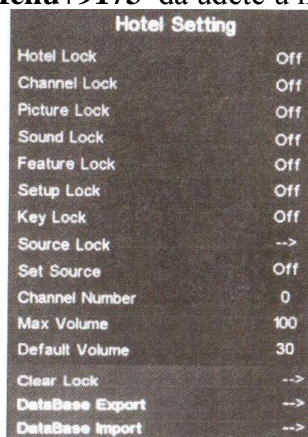 da adete a
Hotel Setting
Hotel Lock Off
Channel Lock Off
Picture Lock Off
Sound Lock Off
Feature Lock Off
Setup Lock Off
Key Lock Off
Source Lock -->
Set Source Off
Channel Number 0
Max Volume 100
Default Volume 30
Clear Lock -->
DataBase Export -->
DataBase Import -->